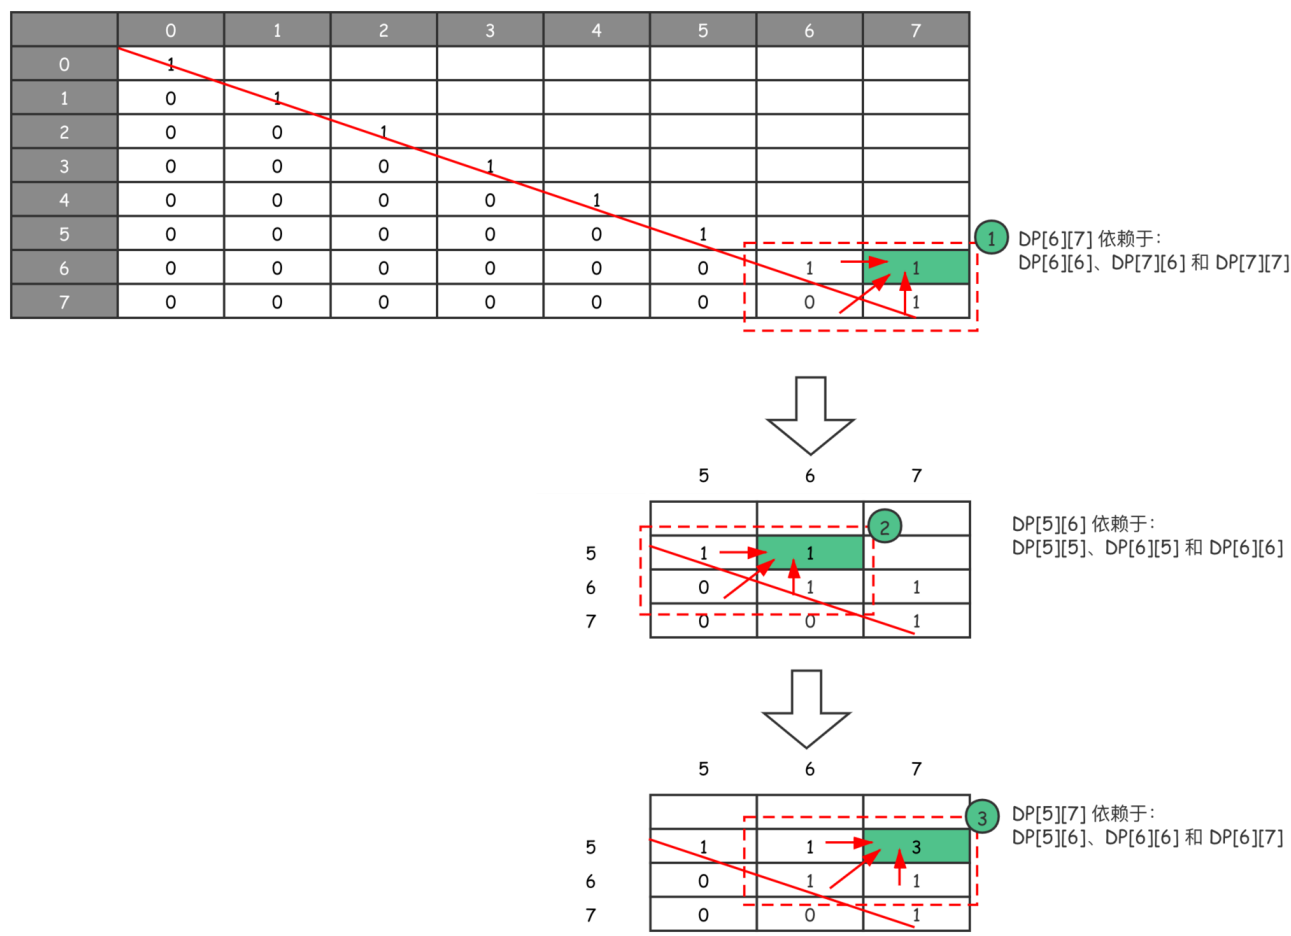 0 1 2 3 4 5 6 7
0 1
1 0 1
2 0 0 1
3 0 0 0 1
4 0 0 0 0 1
5 0 0 0 0 0 1
6 0 0 0 0 0 0 1 1
7 0 0 0 0 0 0 0 1
1 DP[6][7] 依赖于:
DP[6][6]、DP[7][6] 和 DP[7][7]
5 6 7
5 1 1
6 0 1 1
7 0 0 1
2 DP[5][6] 依赖于:
DP[5][5]、DP[6][5] 和 DP[6][6]
5 6 7
5 1 1 3
6 0 1 1
7 0 0 1
3 DP[5][7] 依赖于:
DP[5][6]、DP[6][6] 和 DP[6][7]